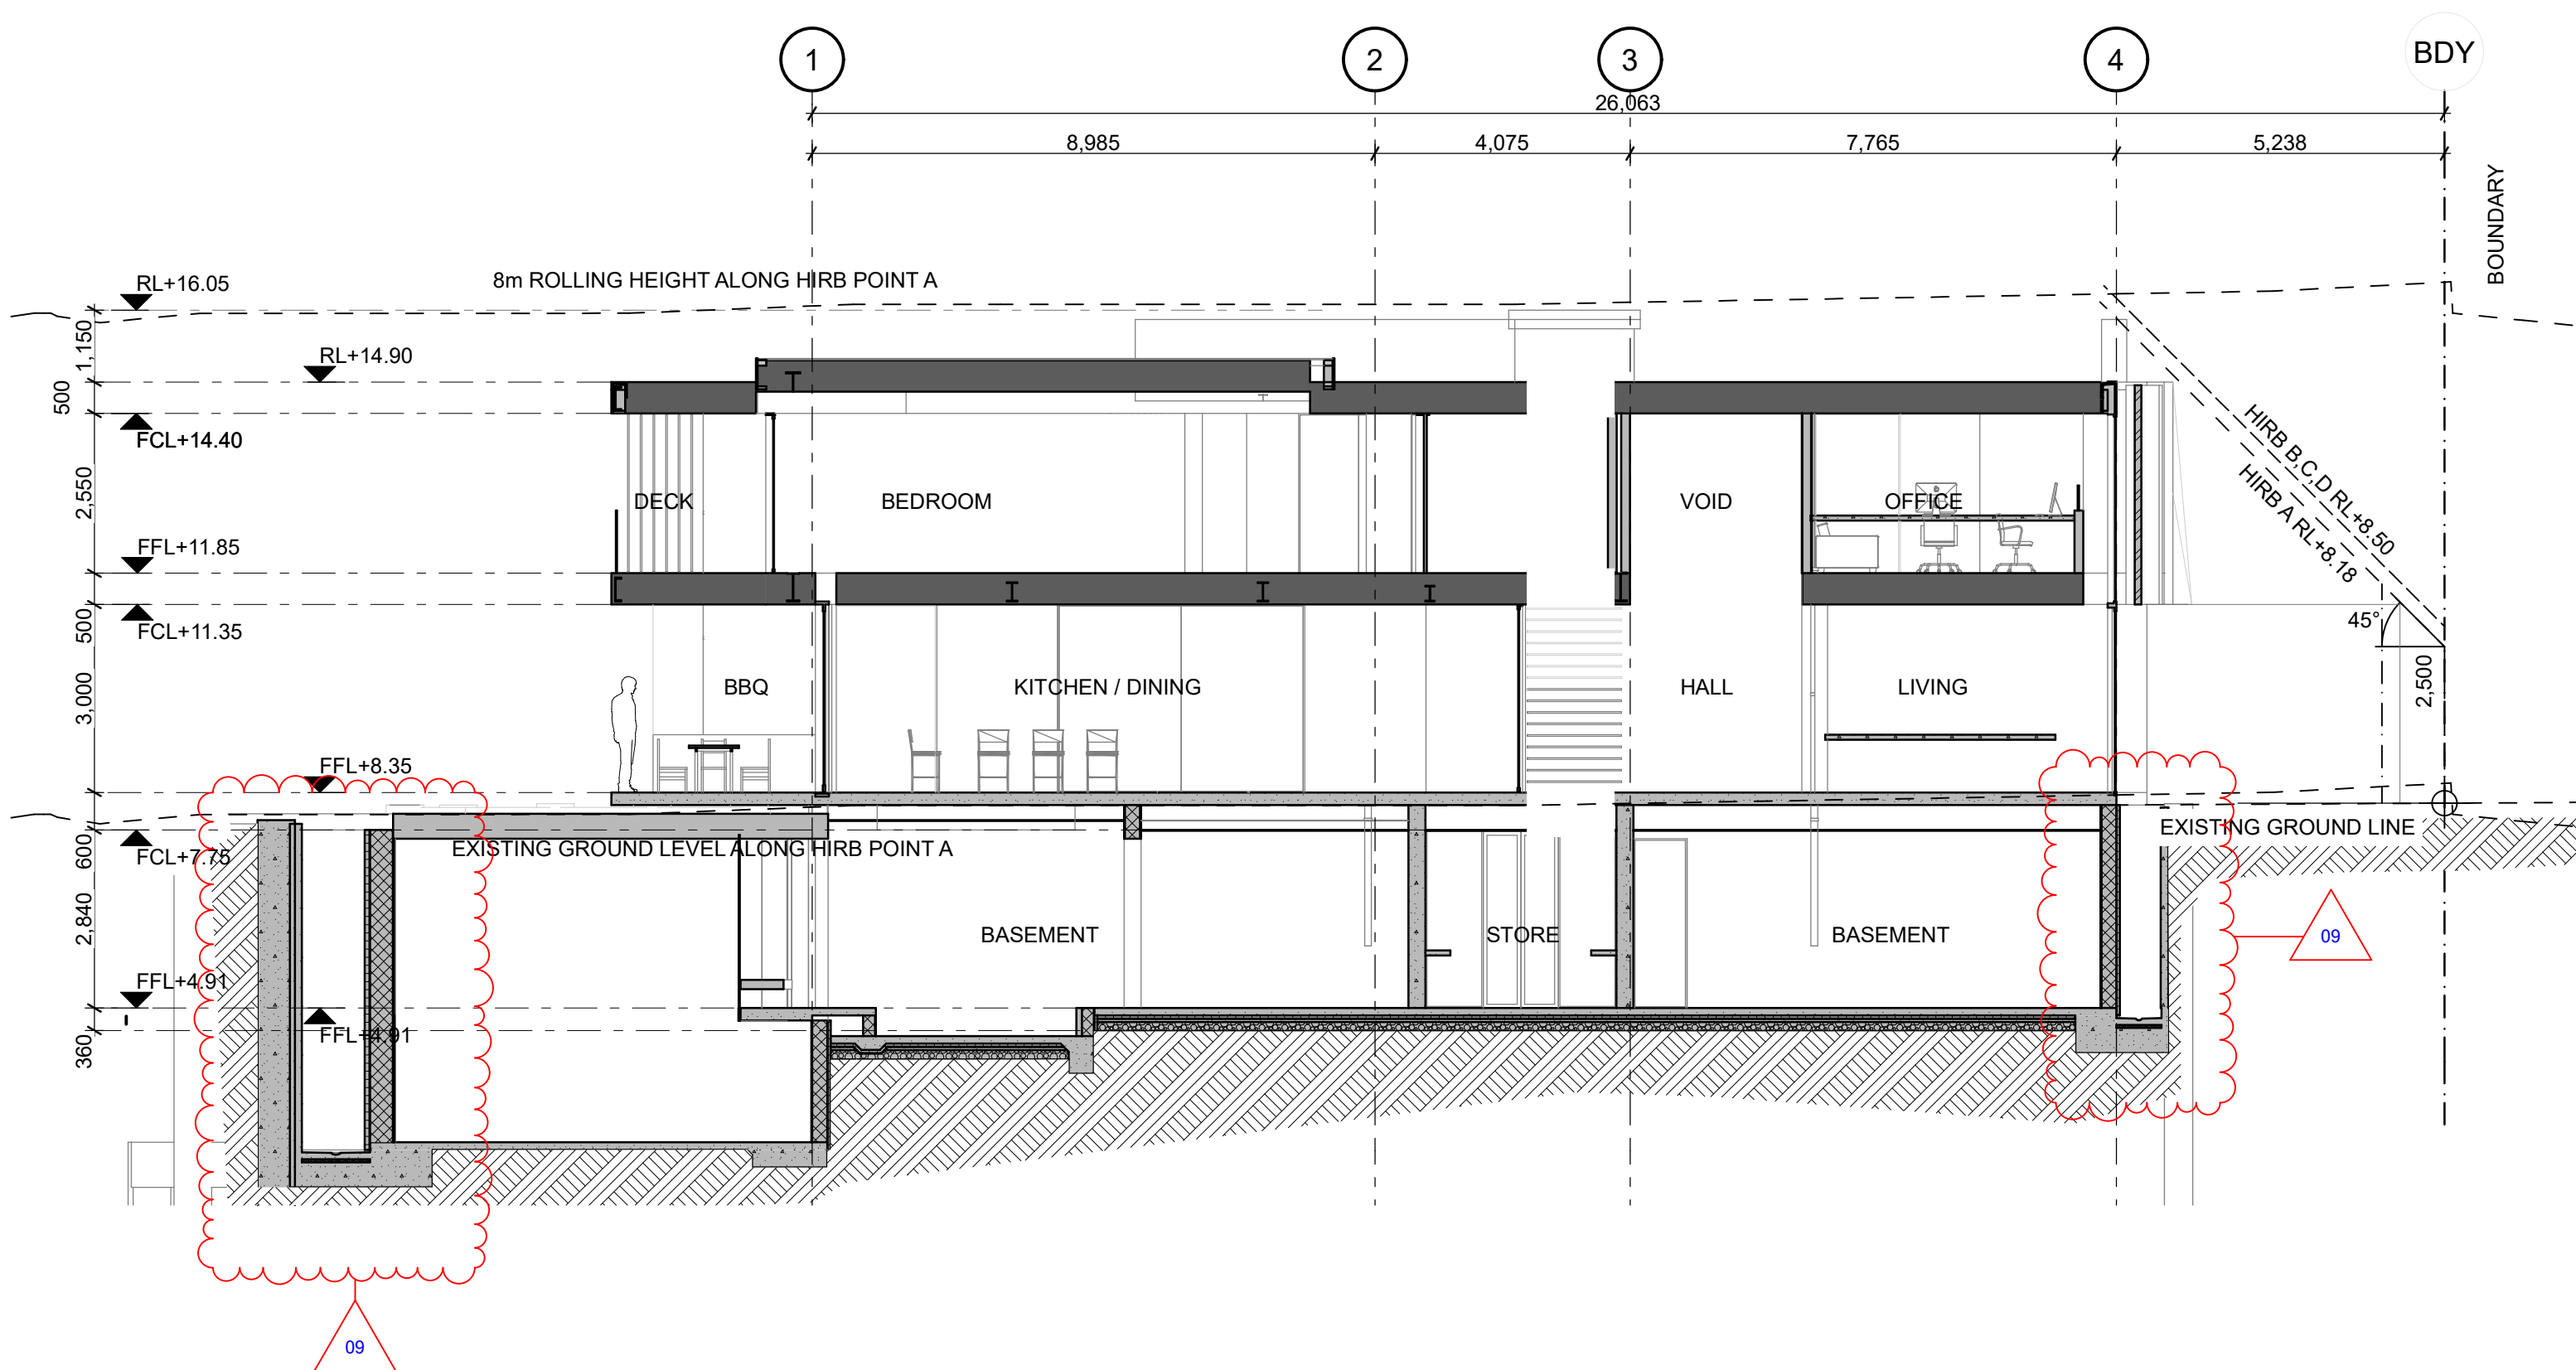 1
2
3
4
BDY
26,063
8,985
4,075
7,765
5,238
BOUNDARY
8m ROLLING HEIGHT ALONG HIRB POINT A
RL+16.05
1,150
RL+14.90
500
FCL+14.40
2,550
DECK
BEDROOM
VOID
OFFICE
HIRB B,C,D RL+8.50
HIRB A RL+8.18
FFL+11.85
500
FCL+11.35
45°
2,500
3,000
BBQ
KITCHEN / DINING
HALL
LIVING
FFL+8.35
600
FCL+7.75
EXISTING GROUND LEVEL ALONG HIRB POINT A
EXISTING GROUND LINE
2,840
BASEMENT
STORE
BASEMENT
09
FFL+4.91
FFL+4.91
360
09